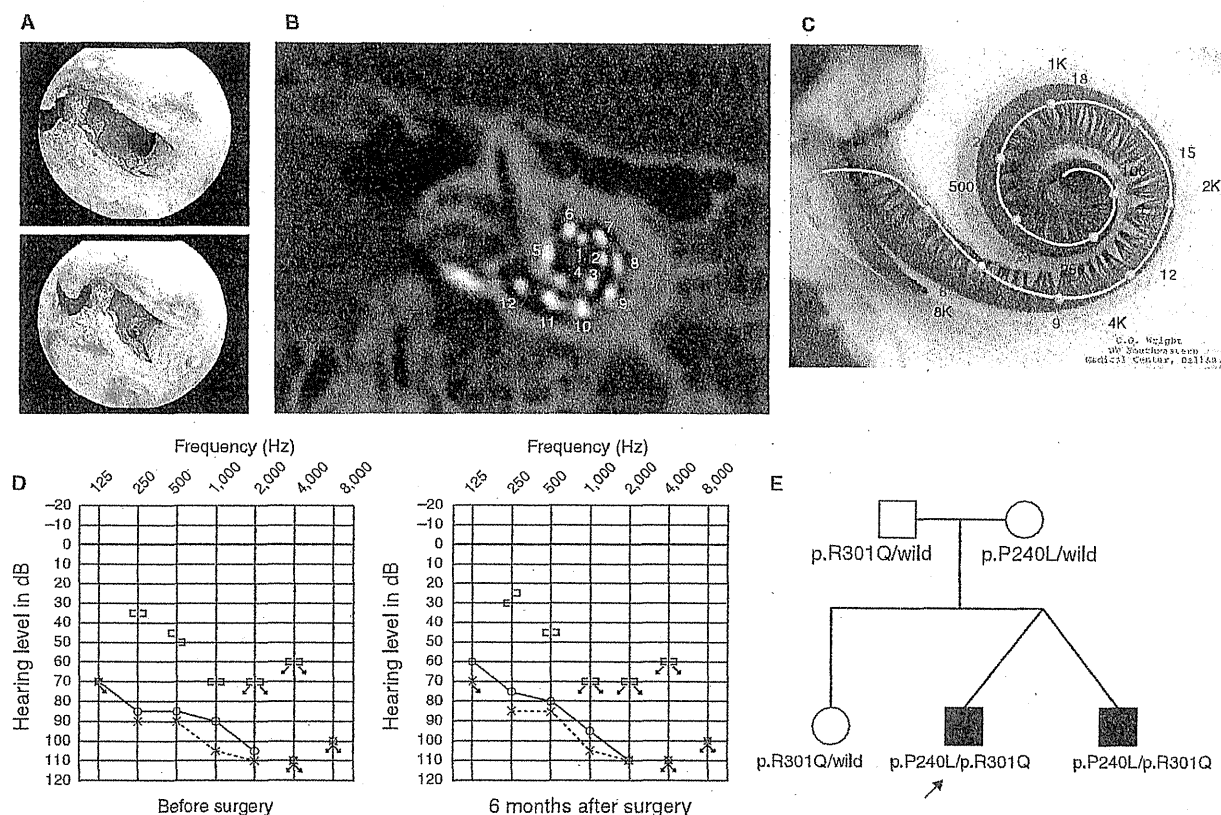 A
B
C
6
7
5
1
2
8
4
3
9
12
11
10
1K
18
15
2K
500
12
8K
9
4K
C.G. Wright
UT Southwestern
Medical Center, Dallas,
Frequency (Hz)
Frequency (Hz)
D
125
250
500
1,000
2,000
4,000
8,000
125
250
500
1,000
2,000
4,000
8,000
E
Hearing level in dB
–20
–10
0
10
20
30
40
50
60
70
80
90
100
110
120
Before surgery
Hearing level in dB
–20
–10
0
10
20
30
40
50
60
70
80
90
100
110
120
6 months after surgery
p.R301Q/wild
p.P240L/wild
p.R301Q/wild
p.P240L/p.R301Q
p.P240L/p.R301Q